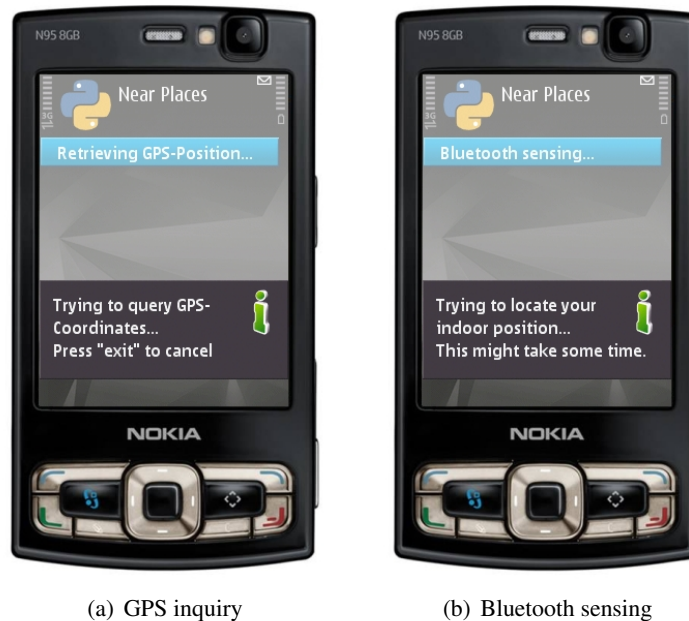 N95 8GB
3G
Near Places
Retrieving GPS-Position...
Trying to query GPS-
Coordinates...
Press "exit" to cancel
NOKIA
(a) GPS inquiry
N95 8GB
3G
Near Places
Bluetooth sensing...
Trying to locate your
indoor position...
This might take some time.
NOKIA
(b) Bluetooth sensing